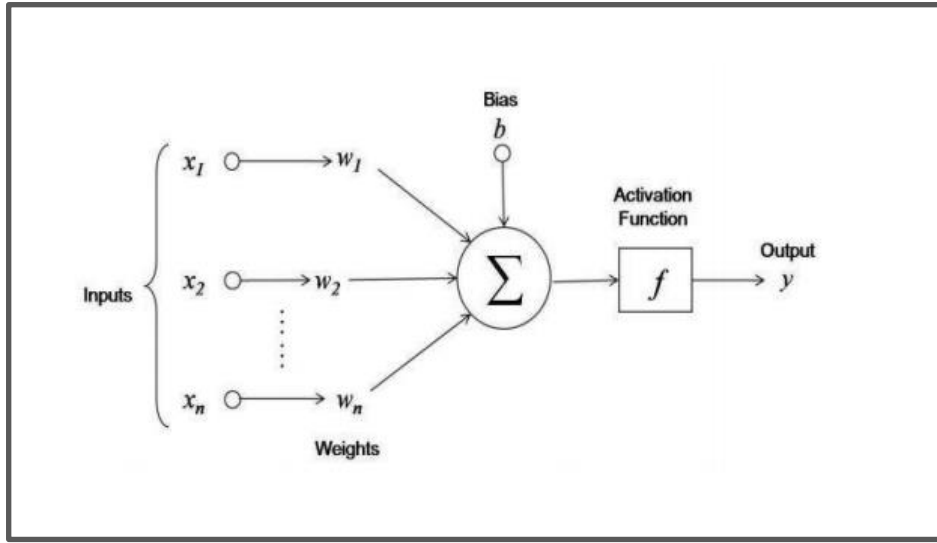 Bias
b
x₁
w₁
Activation
Function
Output
Inputs
x₂
w₂
∑
f
y
xₙ
wₙ
Weights